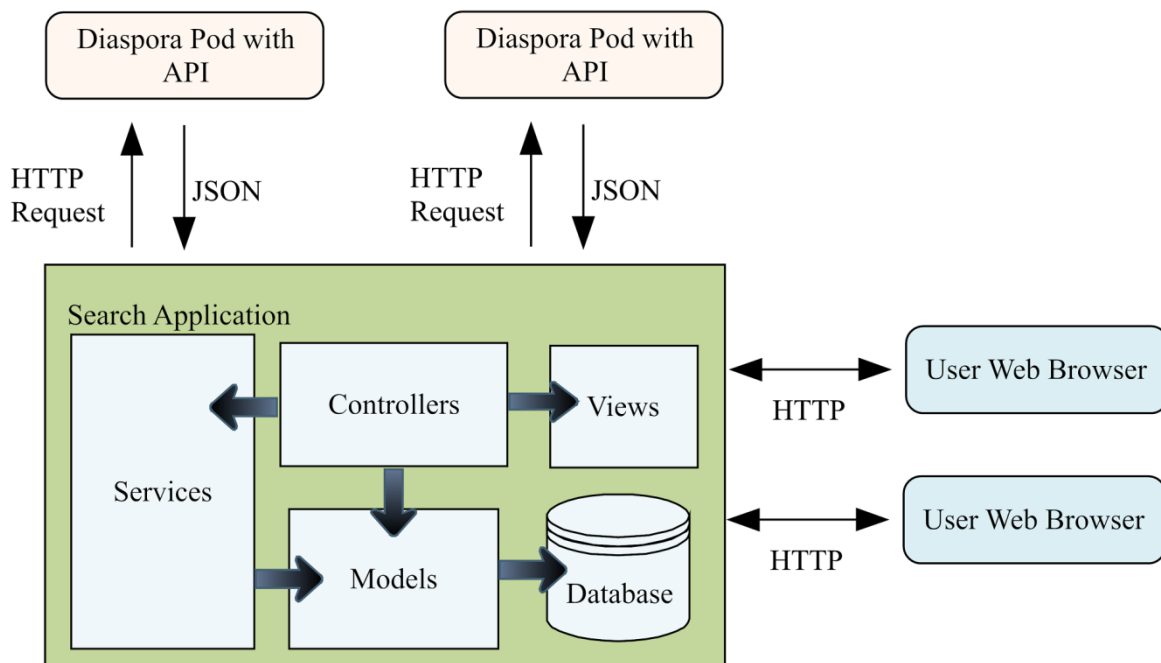 Diaspora Pod with
API
Diaspora Pod with
API
HTTP
Request
JSON
HTTP
Request
JSON
Search Application
Services
Controllers
Views
Models
Database
User Web Browser
HTTP
User Web Browser
HTTP